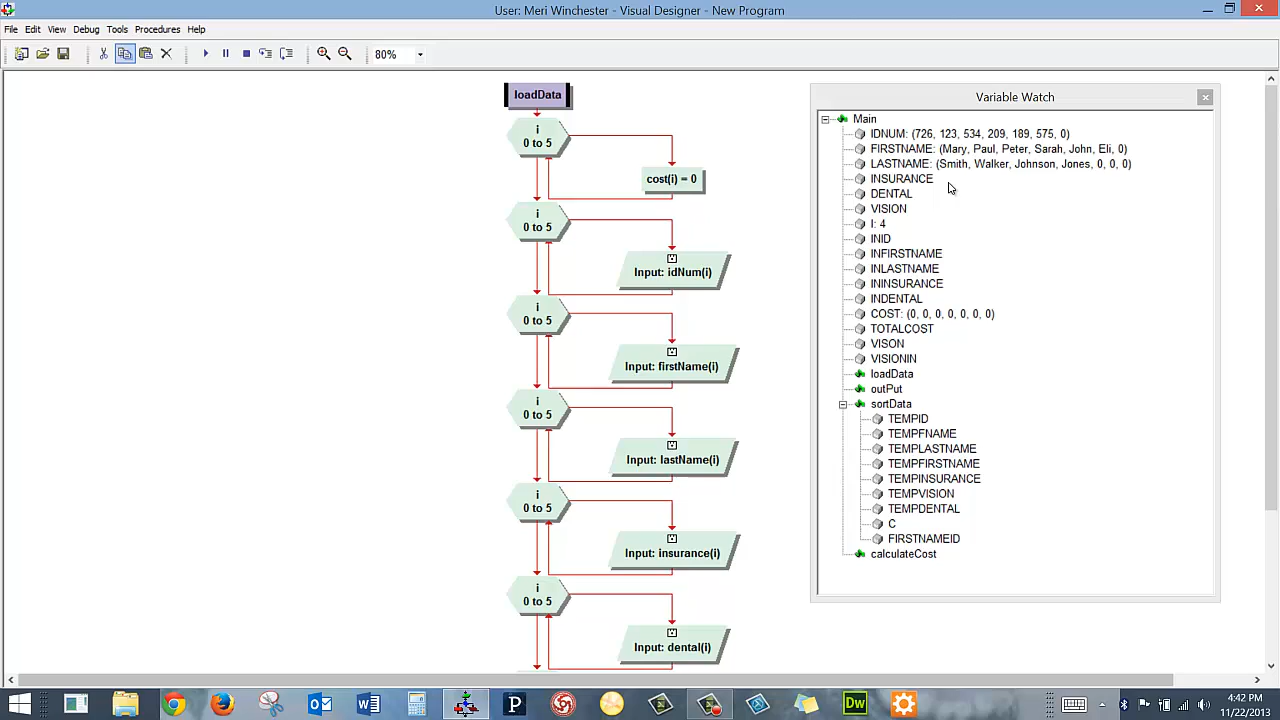 User: Meri Winchester - Visual Designer - New Program
File Edit View Debug Tools Procedures Help
80%
loadData
i
0 to 5
cost(i) = 0
i
0 to 5
Input: idNum(i)
i
0 to 5
Input: firstName(i)
i
0 to 5
Input: lastName(i)
i
0 to 5
Input: insurance(i)
i
0 to 5
Input: dental(i)
Variable Watch
Main
IDNUM: (726, 123, 534, 209, 189, 575, 0)
FIRSTNAME: (Mary, Paul, Peter, Sarah, John, Eli, 0)
LASTNAME: (Smith, Walker, Johnson, Jones, 0, 0, 0)
INSURANCE
DENTAL
VISION
I: 4
INID
INFIRSTNAME
INLASTNAME
ININSURANCE
INDENTAL
COST: (0, 0, 0, 0, 0, 0, 0)
TOTALCOST
VISON
VISIONIN
loadData
outPut
sortData
TEMPID
TEMPFNAME
TEMPLASTNAME
TEMPFIRSTNAME
TEMPINSURANCE
TEMPVISION
TEMPDENTAL
C
FIRSTNAMEID
calculateCost
4:42 PM
11/22/2013